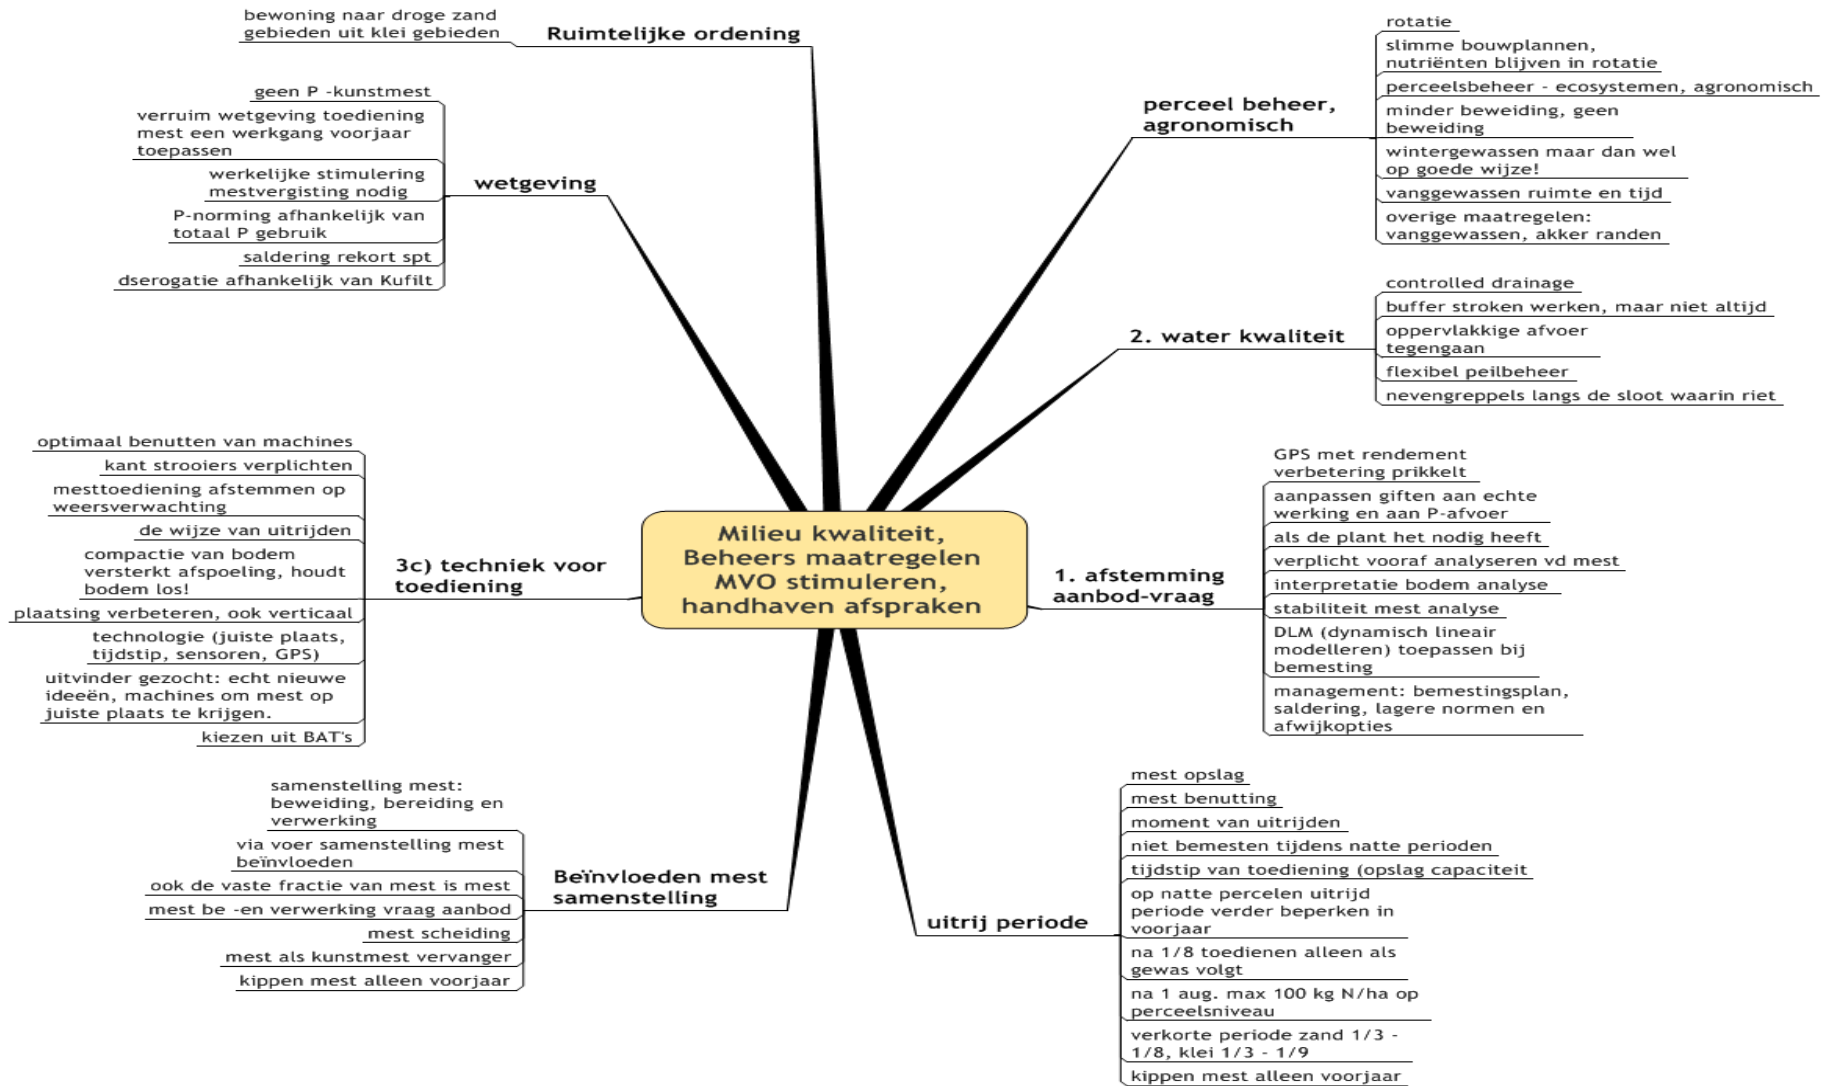 bewoning naar droge zand
gebieden uit klei gebieden
Ruimtelijke ordening
geen P -kunstmest
verruim wetgeving toediening
mest een werkgang voorjaar
toepassen
werkelijke stimulering
mestvergisting nodig
P-norming afhankelijk van
totaal P gebruik
saldering rekort spt
dserogatie afhankelijk van Kufilt
wetgeving
optimaal benutten van machines
kant strooiers verplichten
mesttoediening afstemmen op
weersverwachting
de wijze van uitrijden
compactie van bodem
versterkt afspoeling, houdt
bodem los!
plaatsing verbeteren, ook verticaal
technologie (juiste plaats,
tijdstip, sensoren, GPS)
uitvinder gezocht: echt nieuwe
ideeën, machines om mest op
juiste plaats te krijgen.
kiezen uit BAT's
3c) techniek voor
toediening
samenstelling mest:
beweiding, bereiding en
verwerking
via voer samenstelling mest
beïnvloeden
ook de vaste fractie van mest is mest
mest be -en verwerking vraag aanbod
mest scheiding
mest als kunstmest vervanger
kippen mest alleen voorjaar
Beïnvloeden mest
samenstelling
Milieu kwaliteit,
Beheers maatregelen
MVO stimuleren,
handhaven afspraken
perceel beheer,
agronomisch
rotatie
slimme bouwplannen,
nutriënten blijven in rotatie
perceelsbeheer - ecosystemen, agronomisch
minder beweiding, geen
beweiding
wintergewassen maar dan wel
op goede wijze!
vanggewassen ruimte en tijd
overige maatregelen:
vanggewassen, akker randen
2. water kwaliteit
controlled drainage
buffer stroken werken, maar niet altijd
oppervlakkige afvoer
tegengaan
flexibel peilbeheer
nevengreppels langs de sloot waarin riet
1. afstemming
aanbod-vraag
GPS met rendement
verbetering prikkelt
aanpassen giften aan echte
werking en aan P-afvoer
als de plant het nodig heeft
verplicht vooraf analyseren vd mest
interpretatie bodem analyse
stabiliteit mest analyse
DLM (dynamisch lineair
modelleren) toepassen bij
bemesting
management: bemestingsplan,
saldering, lagere normen en
afwijkopties
uitrij periode
mest opslag
mest benutting
moment van uitrijden
niet bemesten tijdens natte perioden
tijdstip van toediening (opslag capaciteit
op natte percelen uitrijd
periode verder beperken in
voorjaar
na 1/8 toedienen alleen als
gewas volgt
na 1 aug. max 100 kg N/ha op
perceelsniveau
verkorte periode zand 1/3 -
1/8, klei 1/3 - 1/9
kippen mest alleen voorjaar